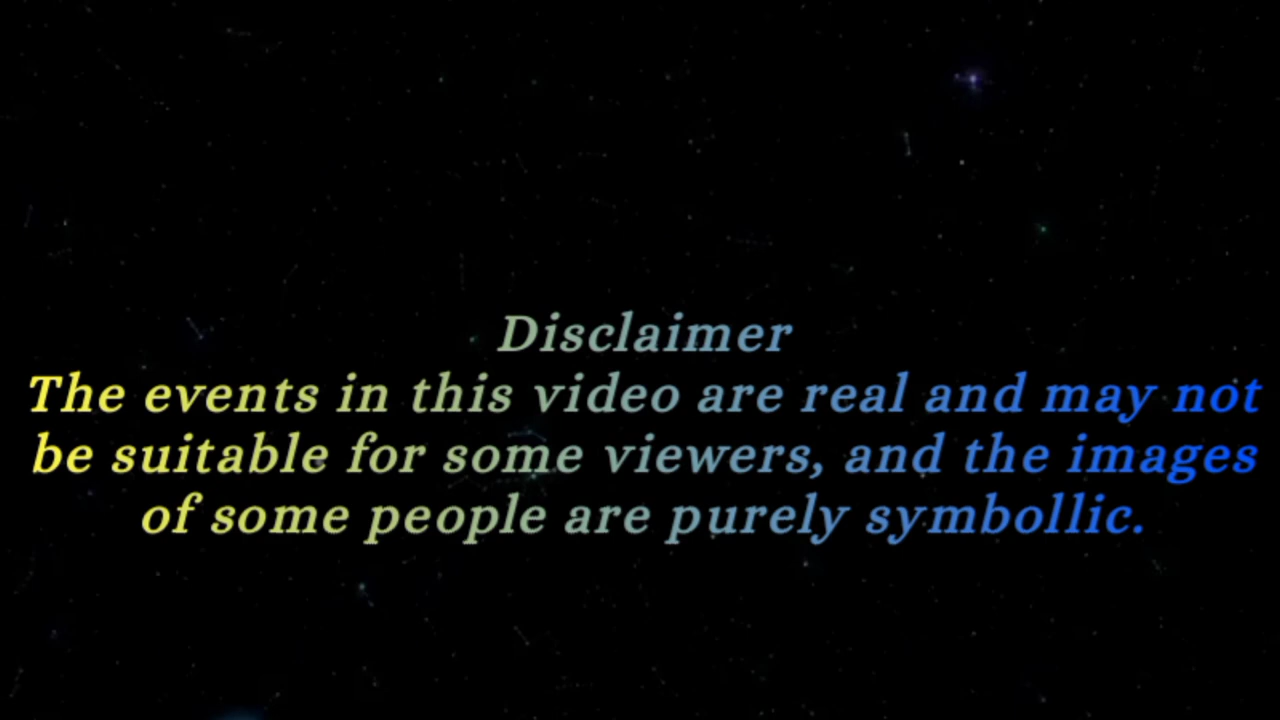 Disclaimer
The events in this video are real and may not
be suitable for some viewers, and the images
of some people are purely symbollic.